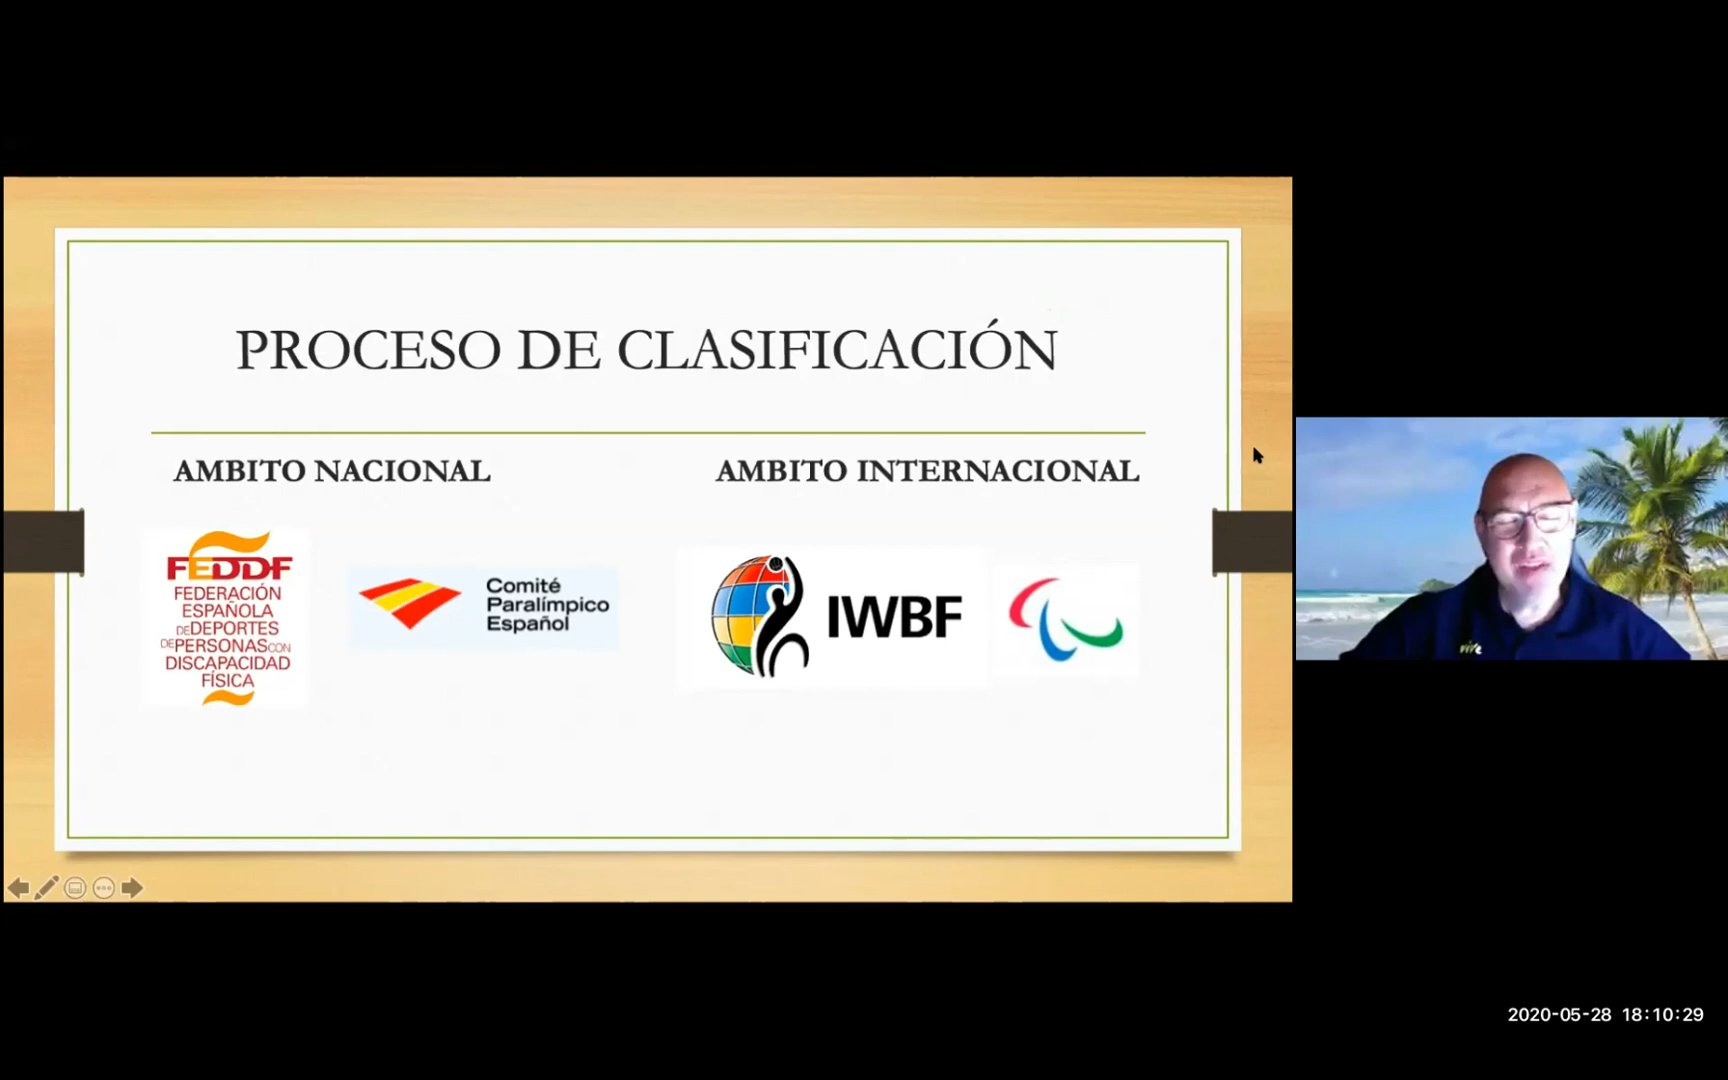 PROCESO DE CLASIFICACIÓN
AMBITO NACIONAL
AMBITO INTERNACIONAL
FEDDF
FEDERACIÓN
ESPAÑOLA
DE DEPORTES
DE PERSONAS CON
DISCAPACIDAD
FÍSICA
Comité
Paralímpico
Español
IWBF
vive
2020-05-28 18:10:29